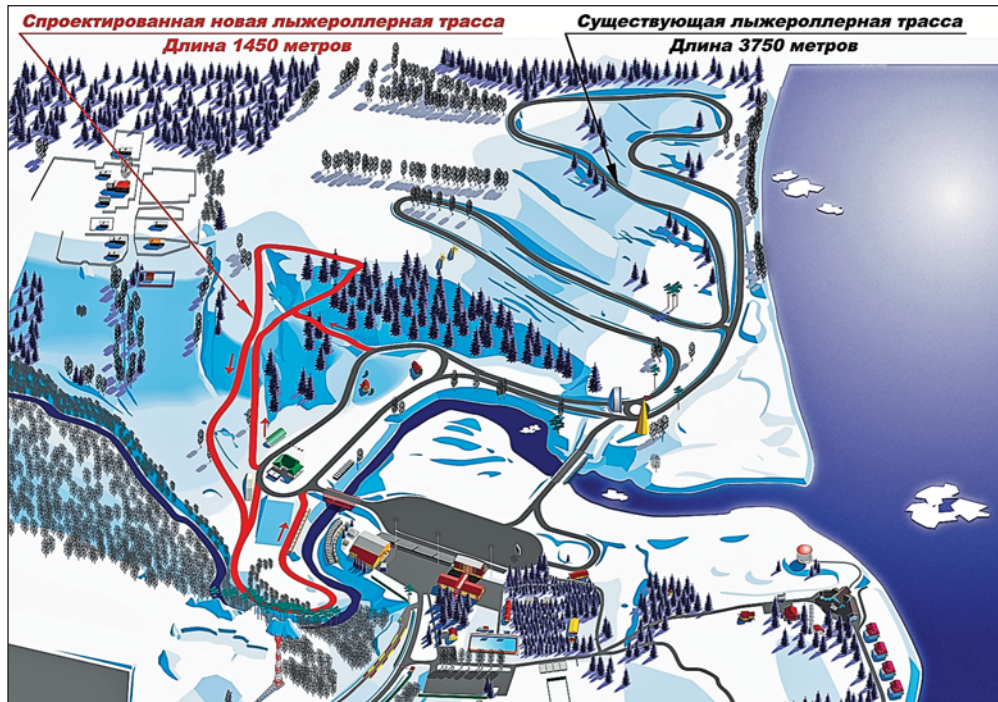 Спроектированная новая лыжероллерная трасса
Длина 1450 метров
Существующая лыжероллерная трасса
Длина 3750 метров